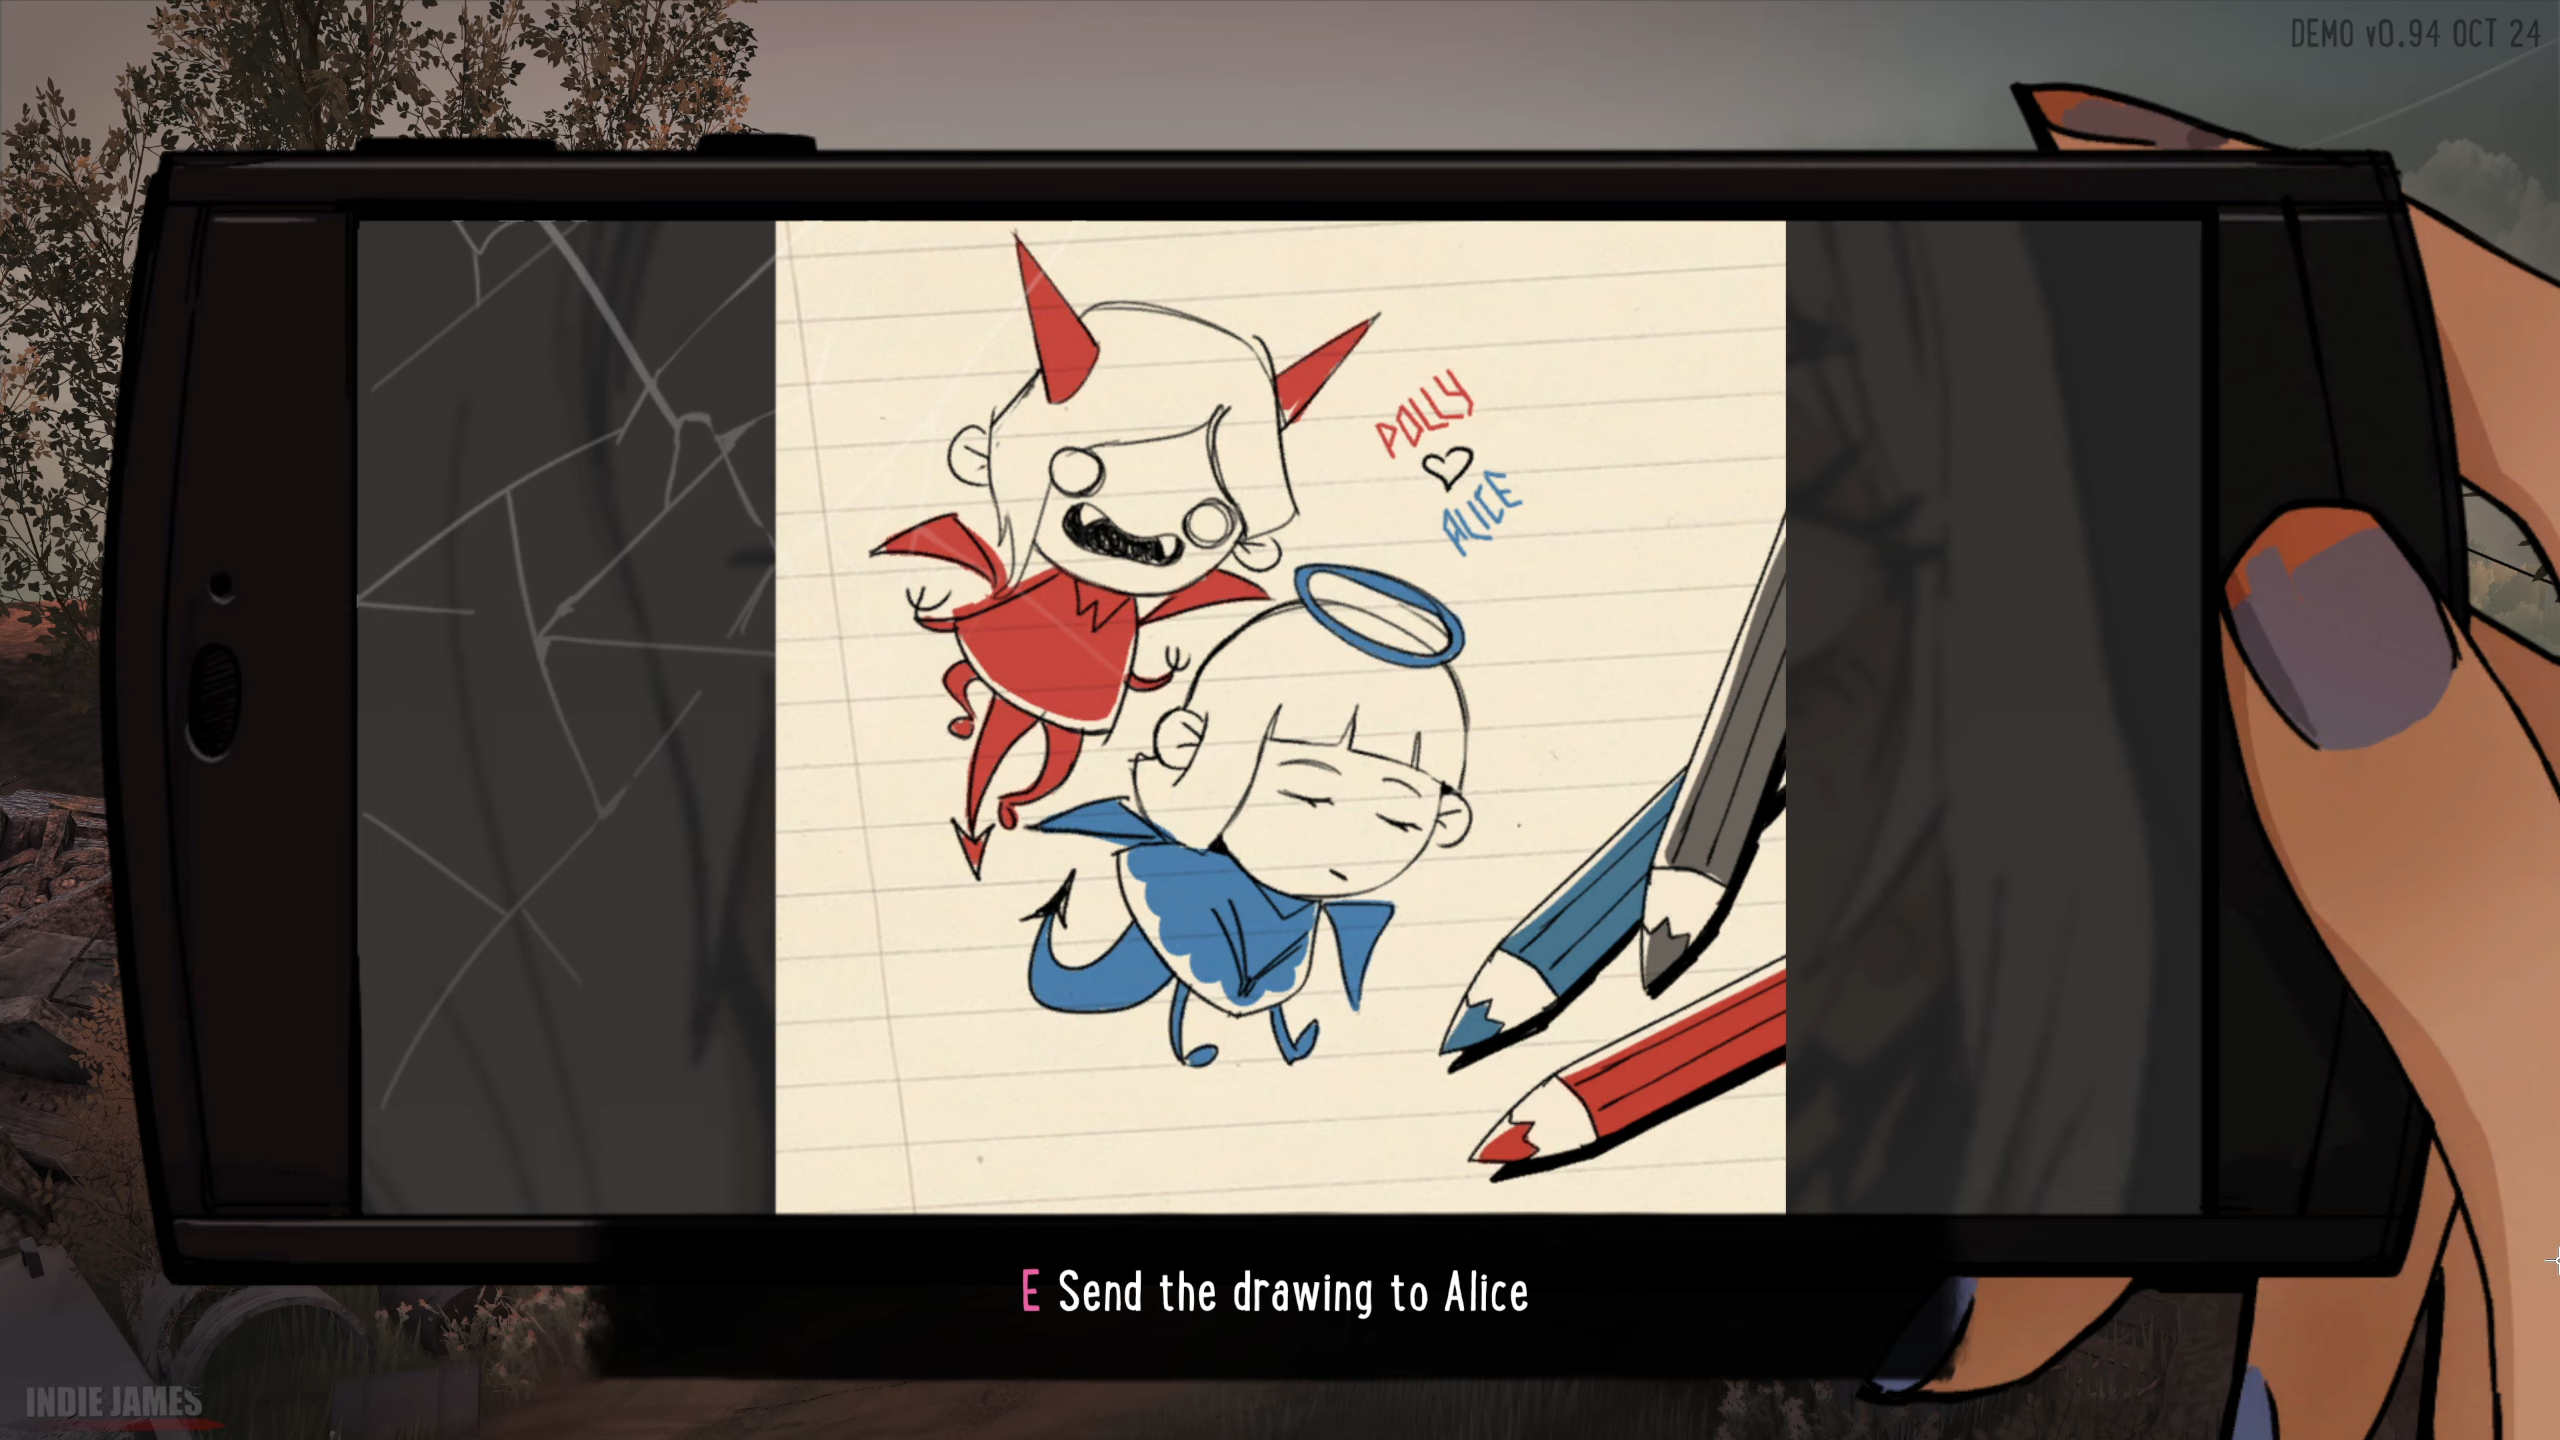 DEMO v0.94 OCT 24
POLLY
ALICE
E Send the drawing to Alice
INDIE JAMES